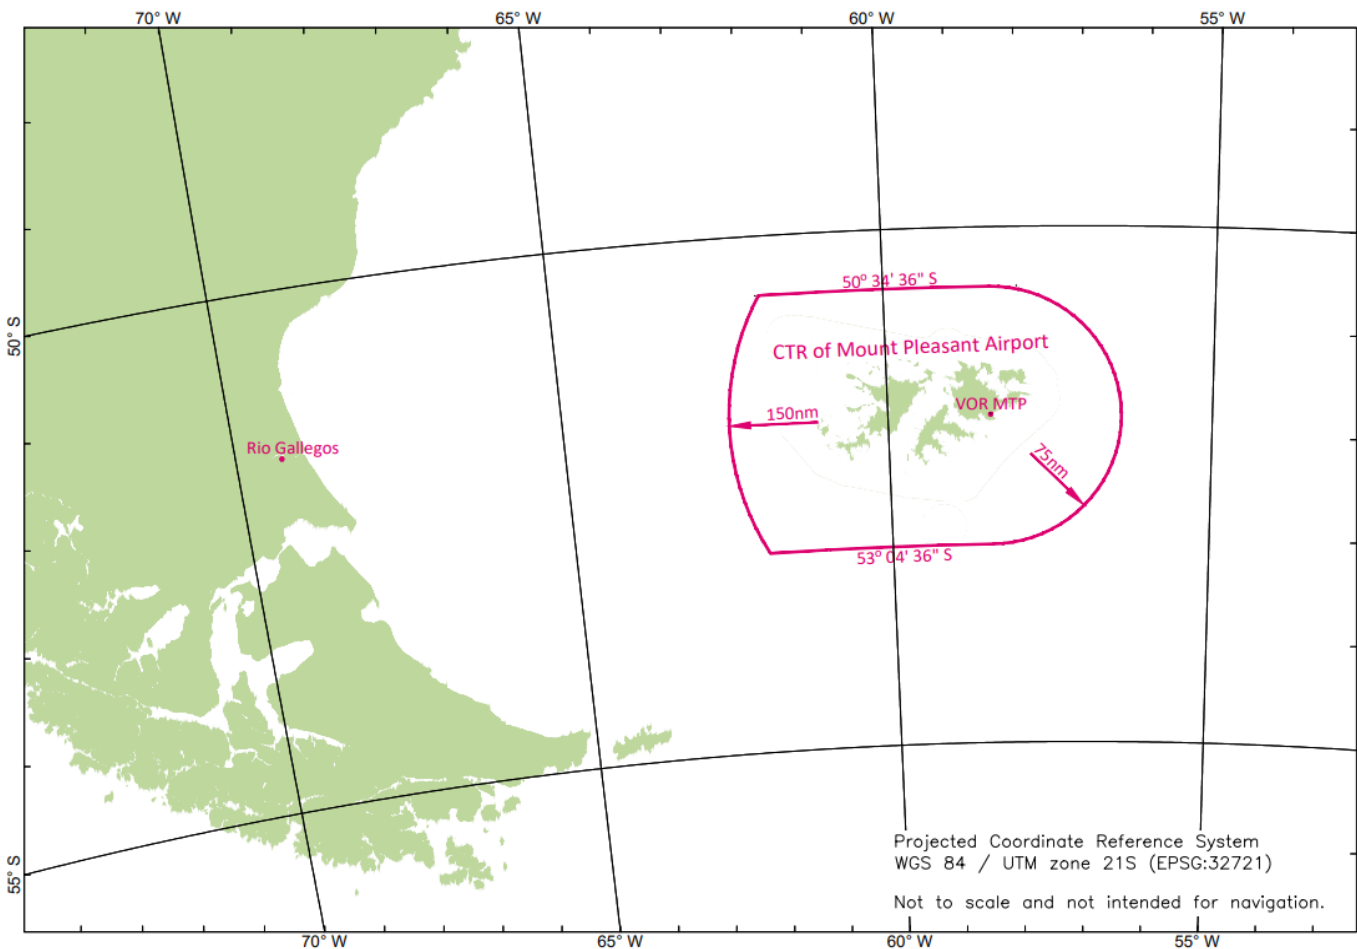 70° W
65° W
60° W
55° W
50° S
50° 34' 36" S
CTR of Mount Pleasant Airport
VOR MTP
150nm
Rio Gallegos
75nm
53° 04' 36" S
Projected Coordinate Reference System
WGS 84 / UTM zone 21S (EPSG:32721)
55° S
Not to scale and not intended for navigation.
70° W
65° W
60° W
55° W